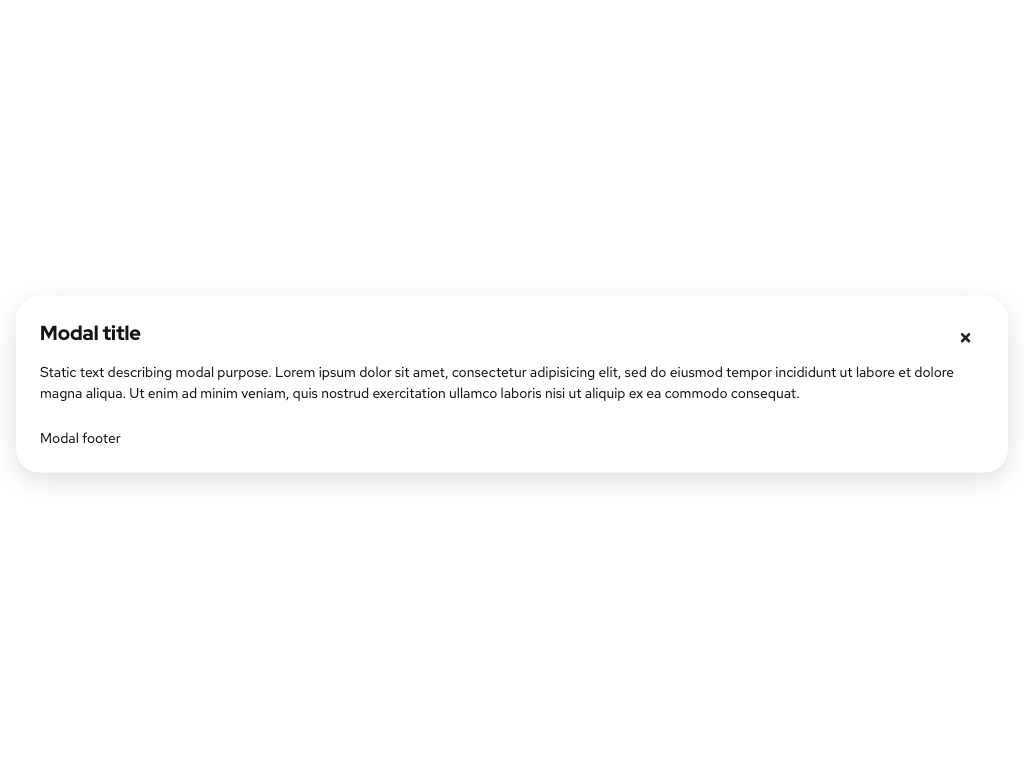 Modal title
Static text describing modal purpose. Lorem ipsum dolor sit amet, consectetur adipisicing elit, sed do eiusmod tempor incididunt ut labore et dolore
magna aliqua. Ut enim ad minim veniam, quis nostrud exercitation ullamco laboris nisi ut aliquip ex ea commodo consequat.
Modal footer